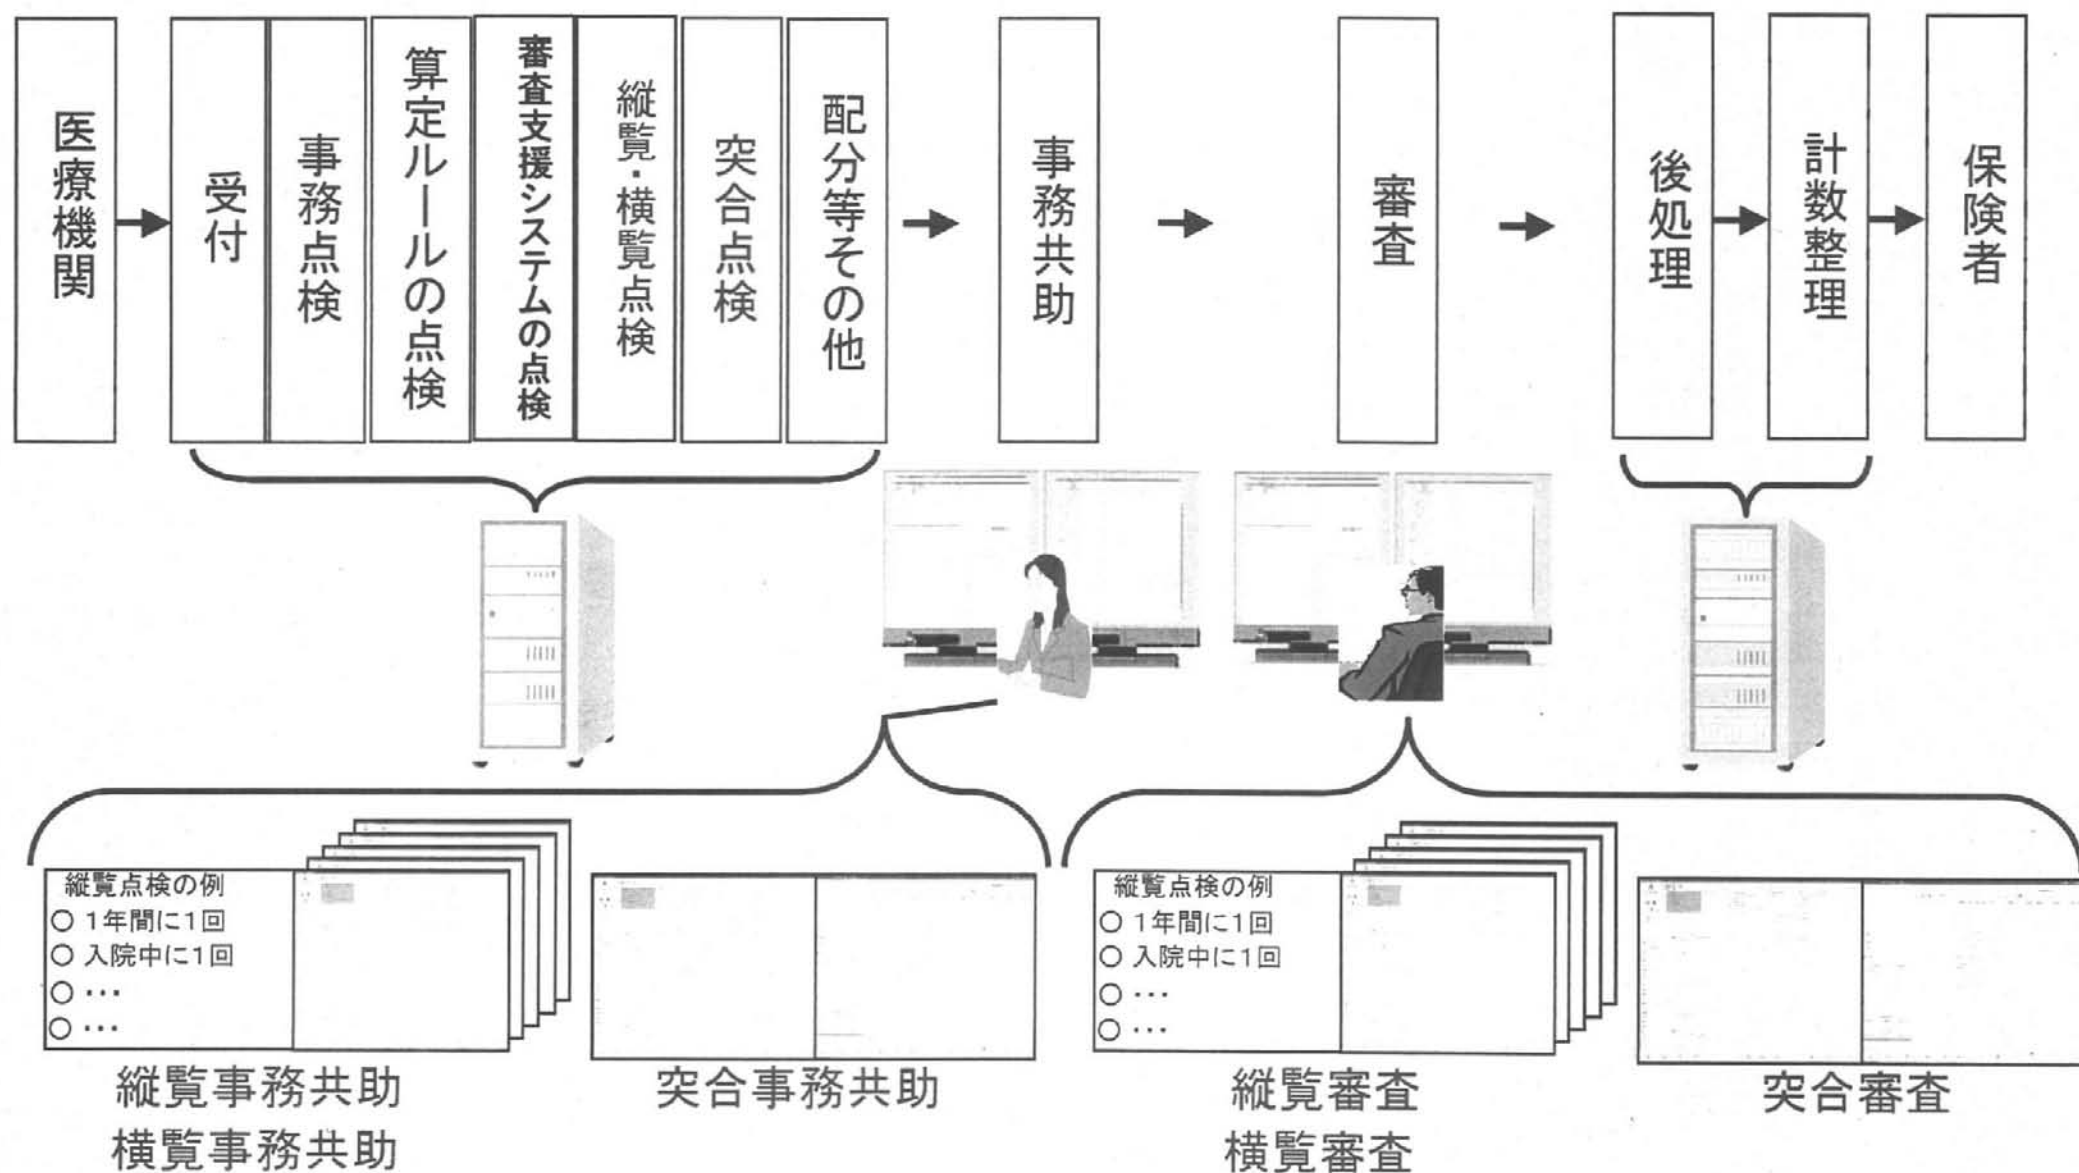 医療機関
受付
事務点検
算定ルールの点検
審査支援システムの点検
縦覧・横覧点検
突合点検
配分等その他
事務共助
審査
後処理
計数整理
保険者
縦覧点検の例
○ 1年間に1回
○ 入院中に1回
○ …
○ …
縦覧事務共助
横覧事務共助
突合事務共助
縦覧点検の例
○ 1年間に1回
○ 入院中に1回
○ …
○ …
縦覧審査
横覧審査
突合審査